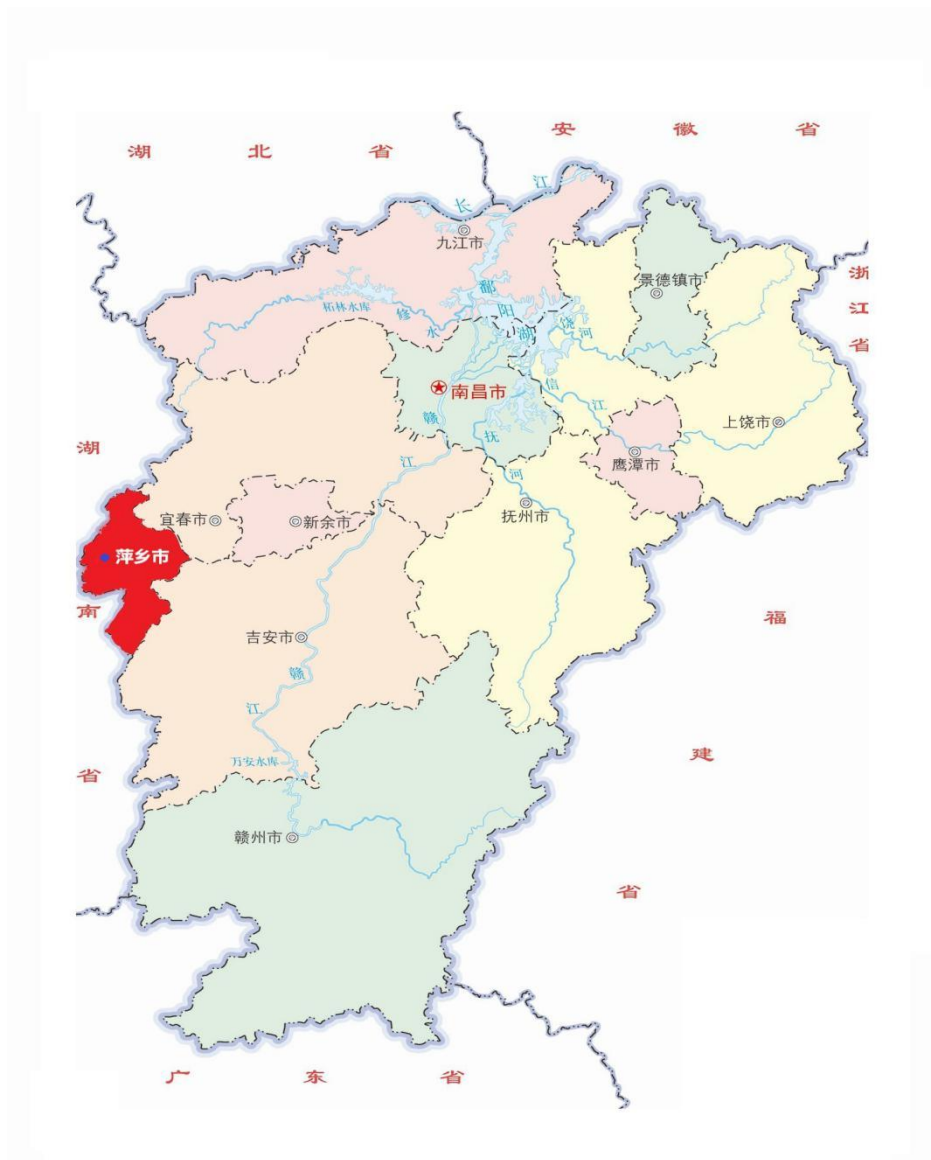 安徽省
湖北省
长江
九江市
浙江省
景德镇市
鄱阳湖
柘林水库
修水
饶河
南昌市
信江
赣江
抚河
上饶市
湖南省
鹰潭市
宜春市
新余市
抚州市
萍乡市
福建省
吉安市
赣江
万安水库
赣州市
广东省